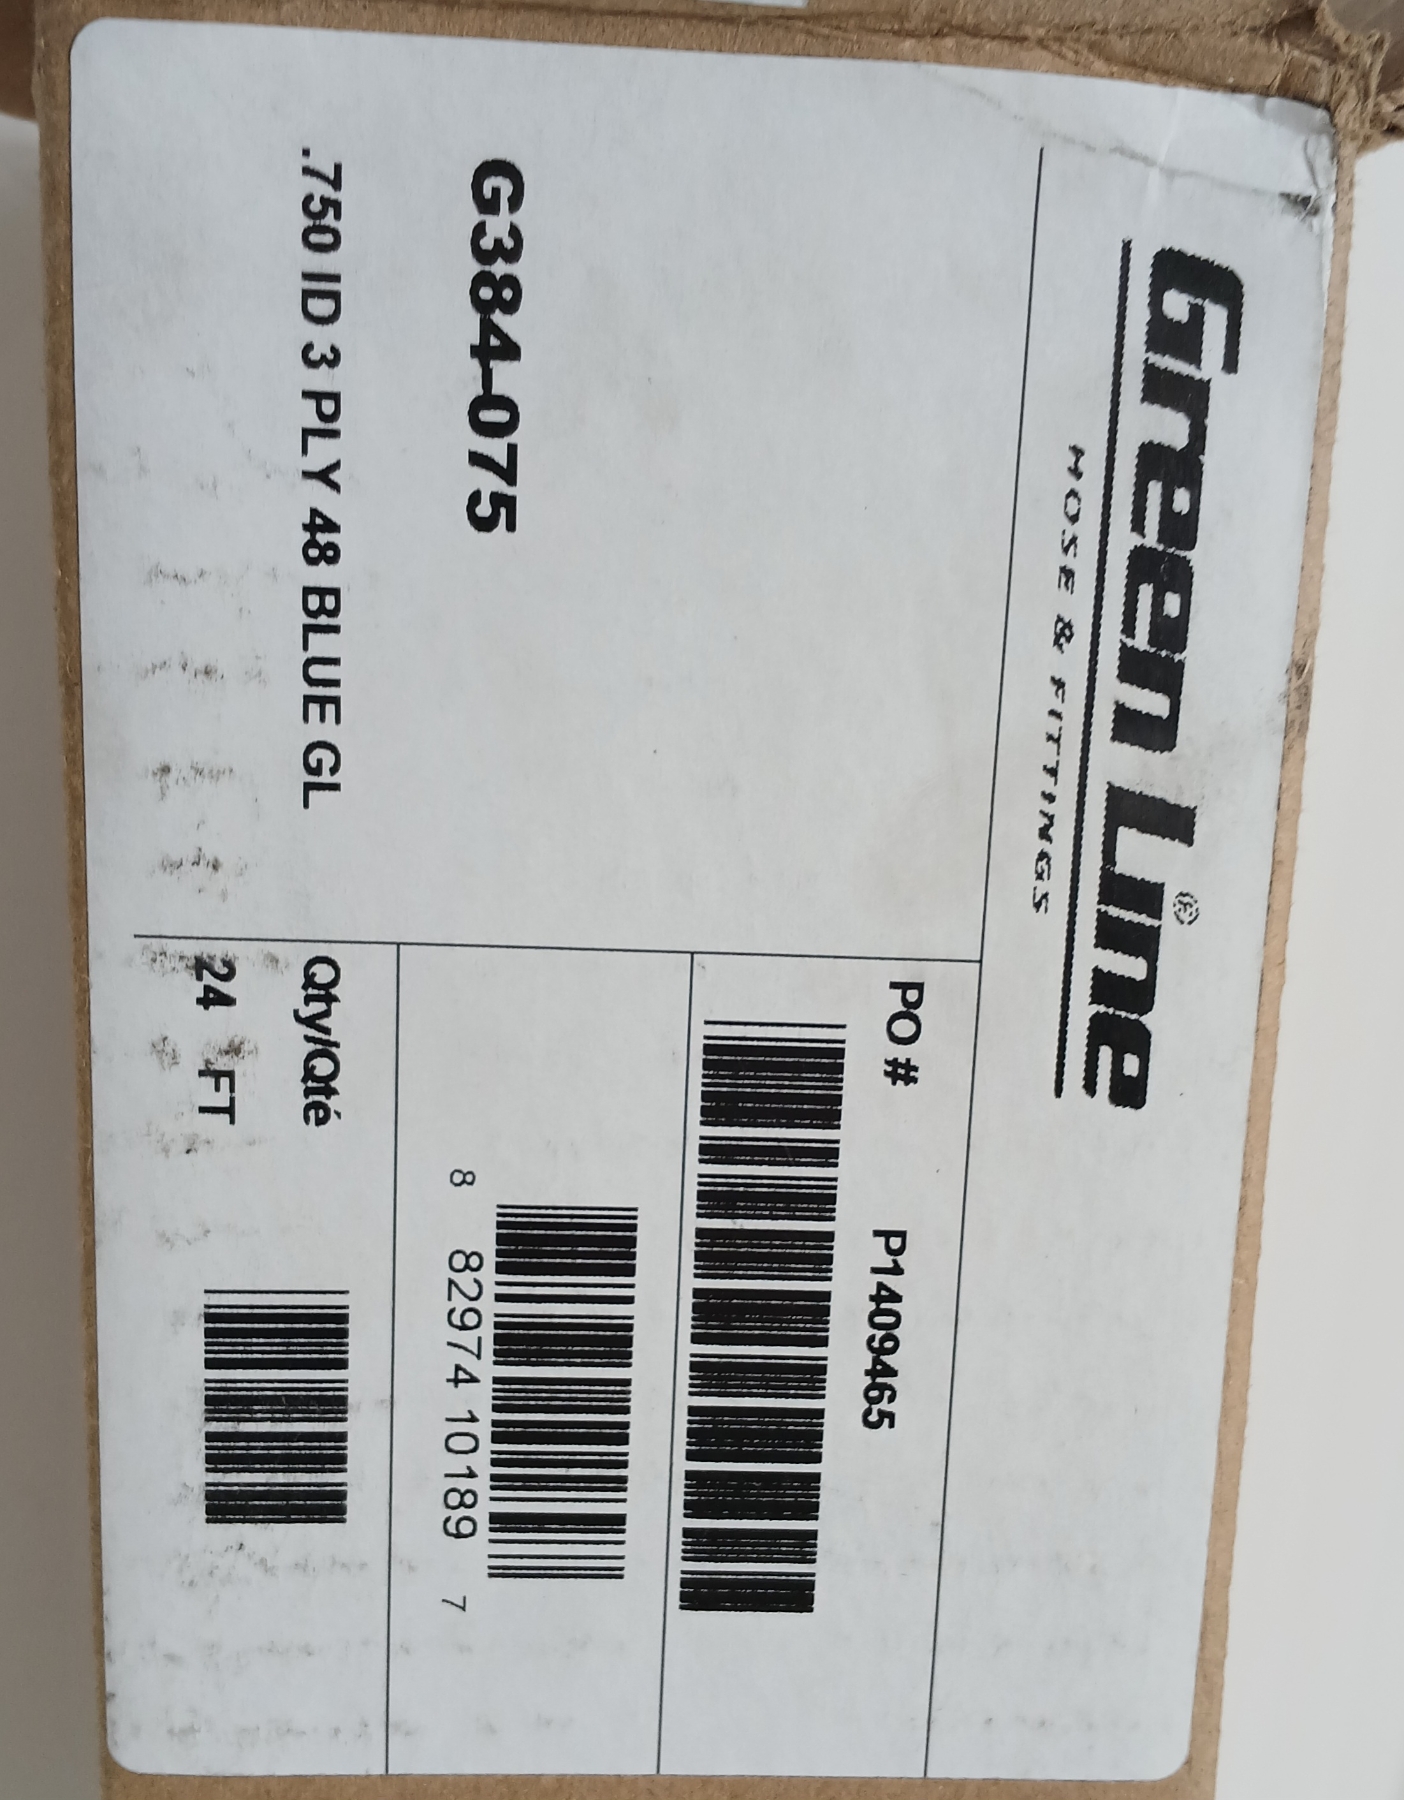 Green Line®
HOSE & FITTINGS
PO # P1409465
G384-075
8 82974 10189 7
.750 ID 3 PLY 48 BLUE GL
Qty/Qté
24 FT